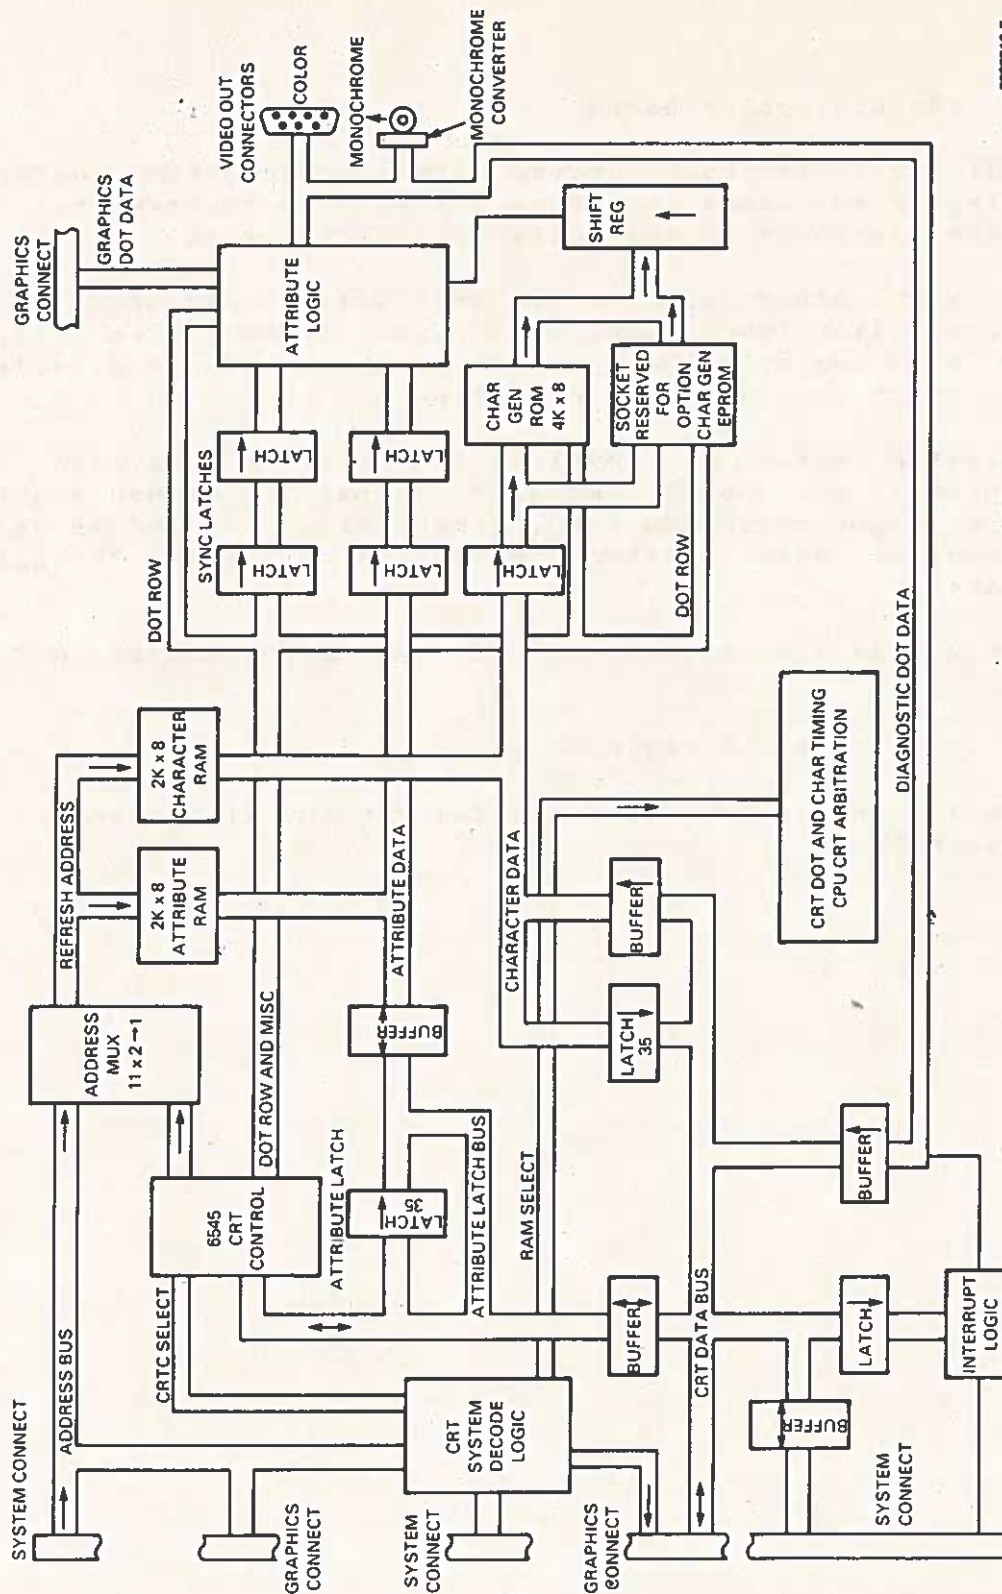 SYSTEM CONNECT
ADDRESS BUS
GRAPHICS
CONNECT
SYSTEM
CONNECT
GRAPHICS
CONNECT
SYSTEM
CONNECT
CRTC SELECT
CRT
SYSTEM
DECODE
LOGIC
6545
CRT
CONTROL
ADDRESS
MUX
11 x 2→1
REFRESH ADDRESS
2K x 8
ATTRIBUTE
RAM
2K x 8
CHARACTER
RAM
DOT ROW AND MISC
ATTRIBUTE LATCH
LATCH
35
ATTRIBUTE LATCH BUS
BUFFER
ATTRIBUTE DATA
RAM SELECT
CHARACTER DATA
LATCH
35
BUFFER
BUFFER
CRT DATA BUS
BUFFER
LATCH
INTERRUPT
LOGIC
BUFFER
CRT DOT AND CHAR TIMING
CPU CRT ARBITRATION
DIAGNOSTIC DOT DATA
DOT ROW
SYNC LATCHES
LATCH
LATCH
LATCH
LATCH
LATCH
DOT ROW
CHAR
GEN
ROM
4K x 8
SOCKET
RESERVED
FOR
OPTION
CHAR GEN
EPROM
SHIFT
REG
ATTRIBUTE
LOGIC
GRAPHICS
CONNECT
GRAPHICS
DOT DATA
VIDEO OUT
CONNECTORS
COLOR
MONOCHROME
MONOCHROME
CONVERTER